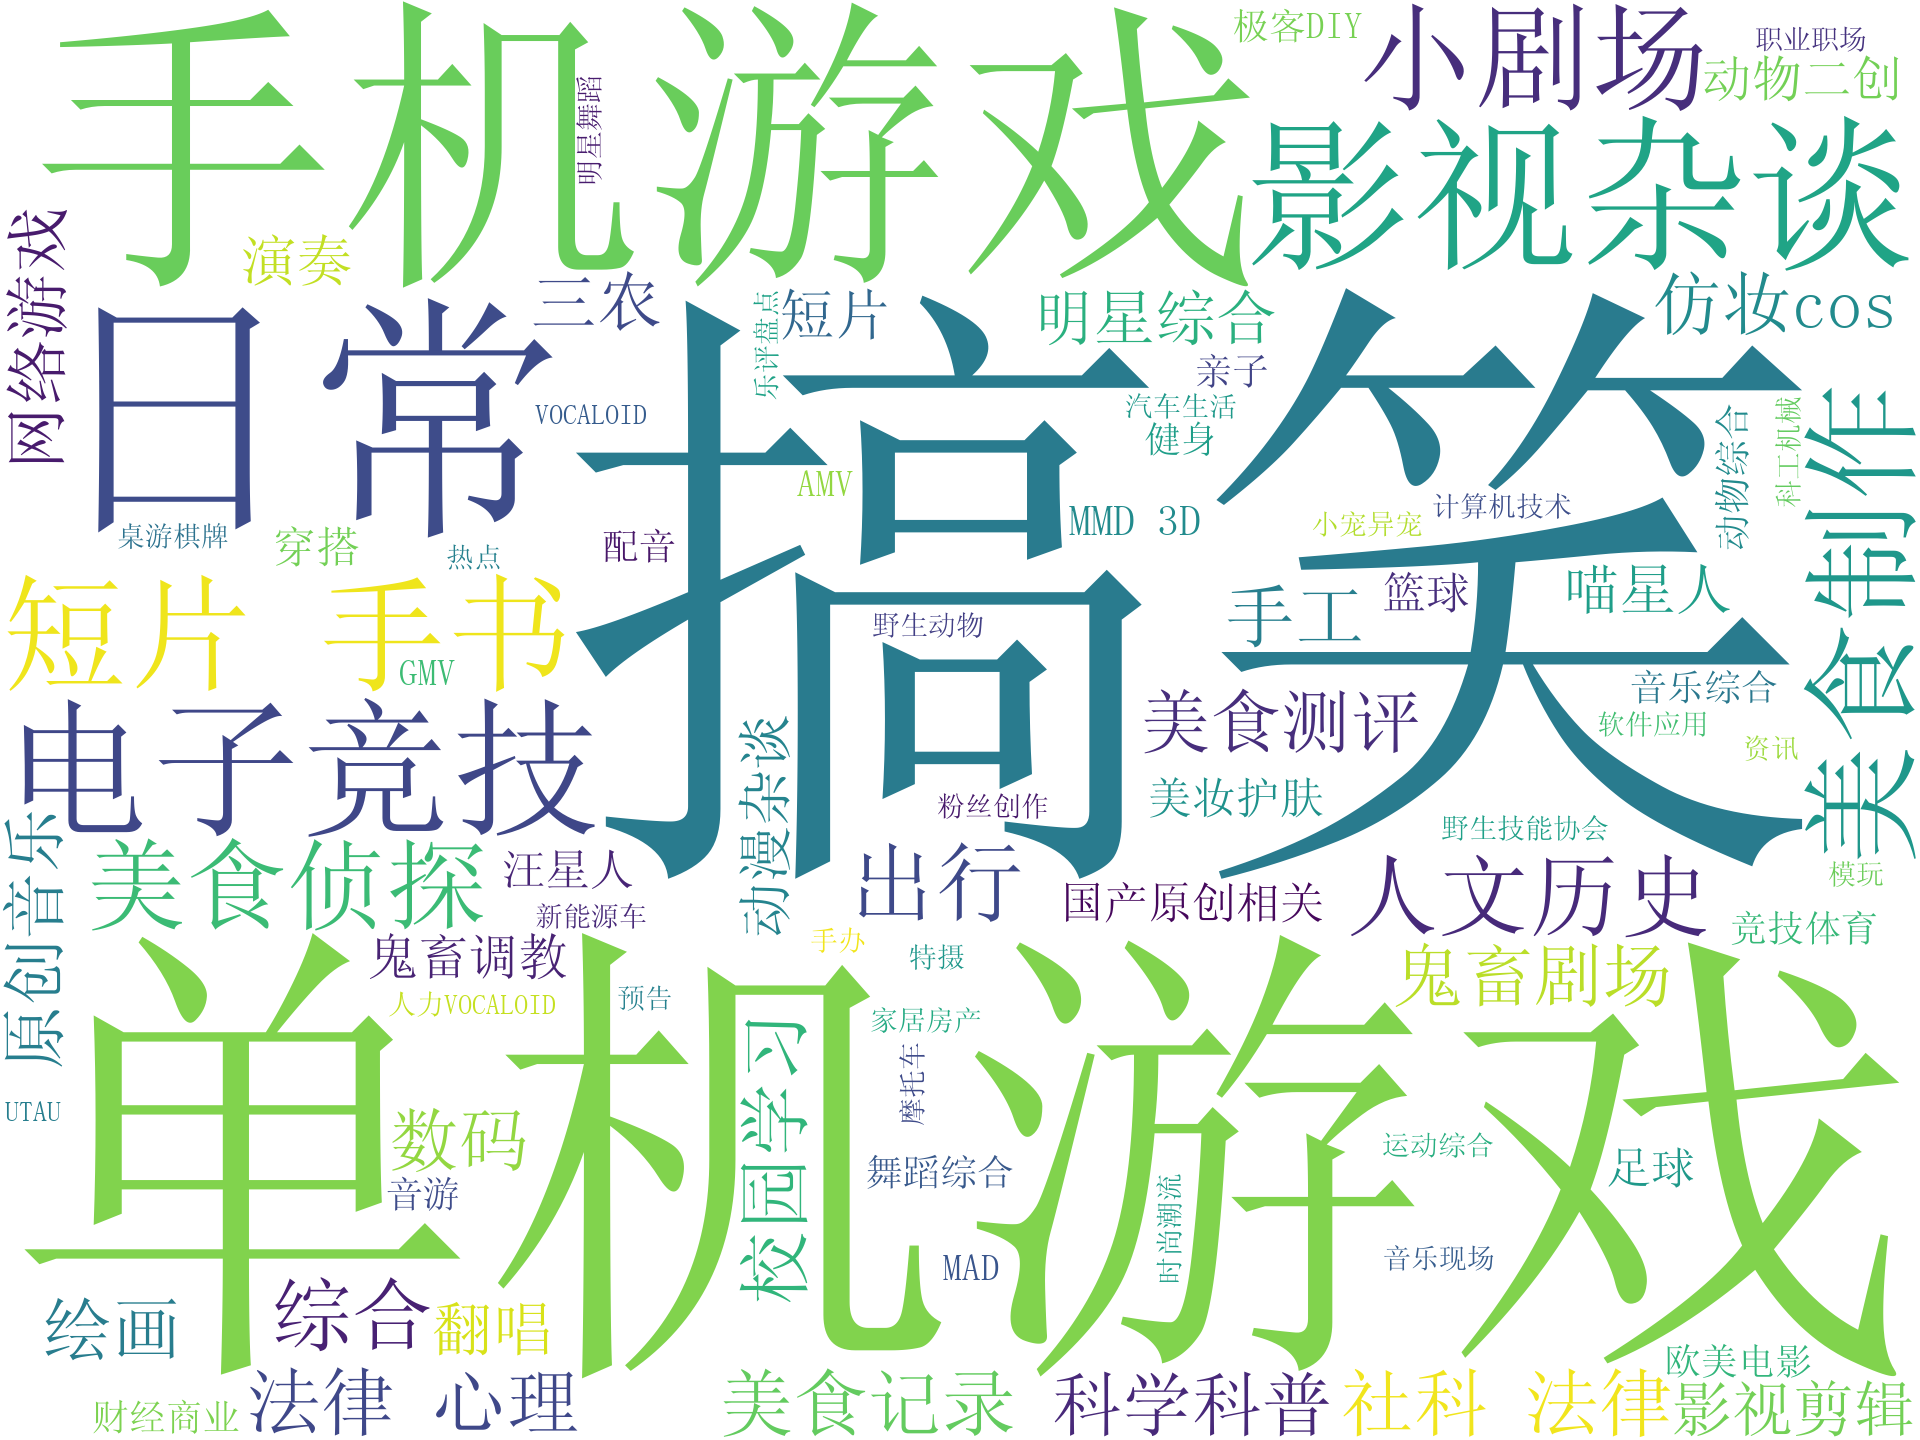 手机游戏
极客DIY
小剧场
职业职场
动物二创
明星舞蹈
影视杂谈
网络游戏
演奏
三农
乐评盘点
短片
明星综合
仿妆cos
日常
搞笑
亲子
VOCALOID
汽车生活
健身
动物综合
科工机械
美食制作
AMV
MMD 3D
小宠异宠
计算机技术
桌游棋牌
穿搭
热点
配音
短片 手书
GMV
野生动物
手工
篮球
喵星人
音乐综合
电子竞技
动漫杂谈
美食测评
软件应用
资讯
粉丝创作
美妆护肤
野生技能协会
原创音乐
美食侦探
汪星人
出行
国产原创相关
人文历史
模玩
新能源车
竞技体育
鬼畜调教
手办
特摄
鬼畜剧场
单机游戏
人力VOCALOID
预告
校园学习
家居房产
摩托车
UTAU
数码
音游
舞蹈综合
时尚潮流
运动综合
足球
MAD
音乐现场
绘画
综合
翻唱
欧美电影
财经商业
法律 心理
美食记录
科学科普
社科 法律
影视剪辑